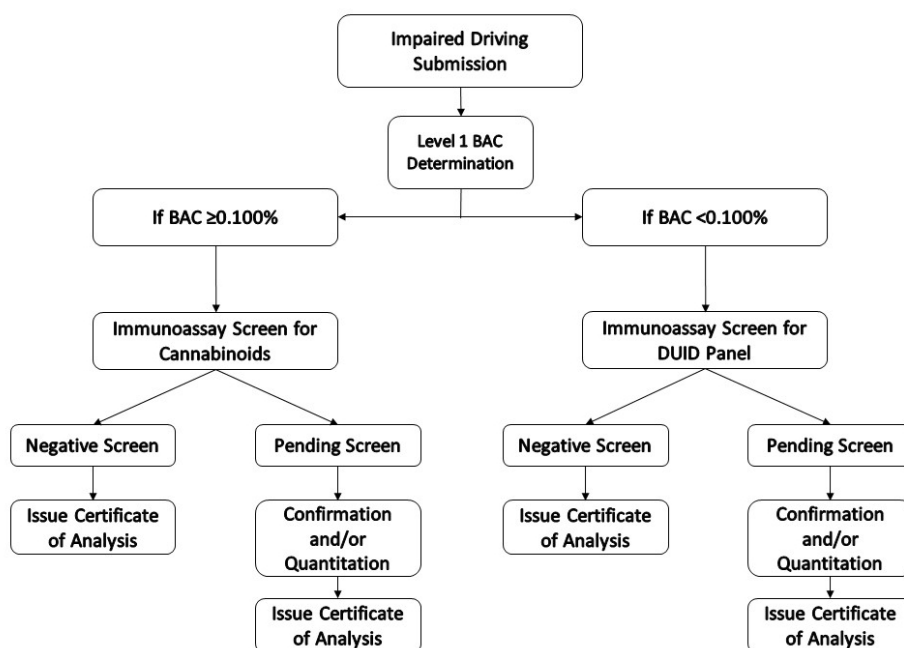 Impaired Driving
Submission
Level 1 BAC
Determination
If BAC ≥0.100%
If BAC <0.100%
Immunoassay Screen for
Cannabinoids
Immunoassay Screen for
DUID Panel
Negative Screen
Pending Screen
Negative Screen
Pending Screen
Issue Certificate
of Analysis
Confirmation
and/or
Quantitation
Issue Certificate
of Analysis
Confirmation
and/or
Quantitation
Issue Certificate
of Analysis
Issue Certificate
of Analysis